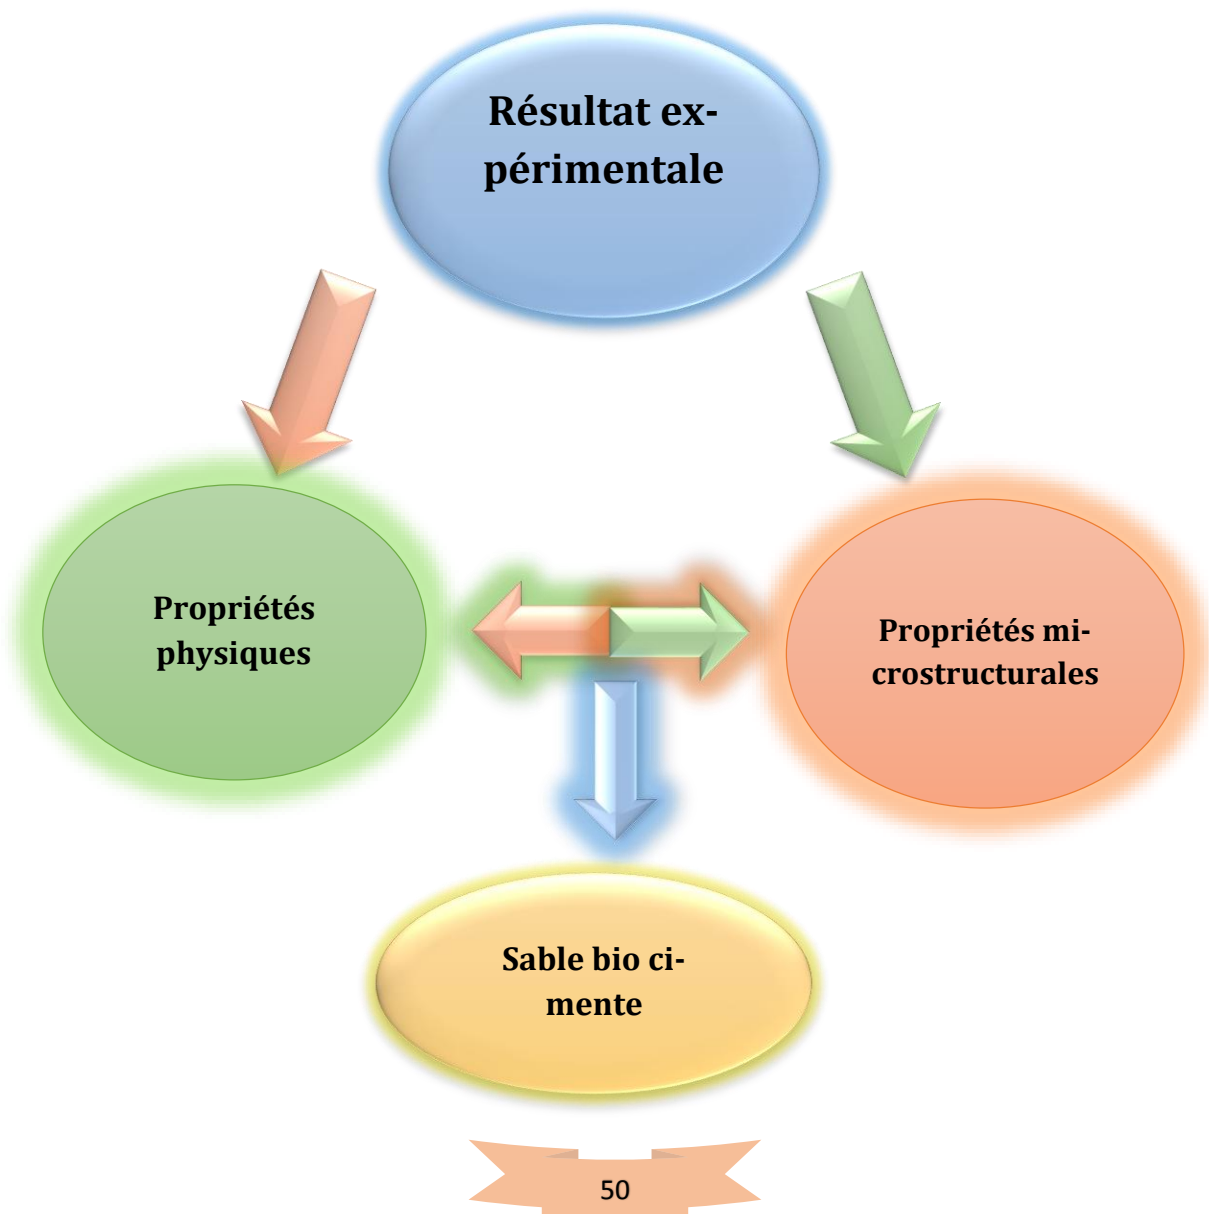 Résultat ex-
périmentale
Propriétés
physiques
Propriétés mi-
crostructurales
Sable bio ci-
mente
50